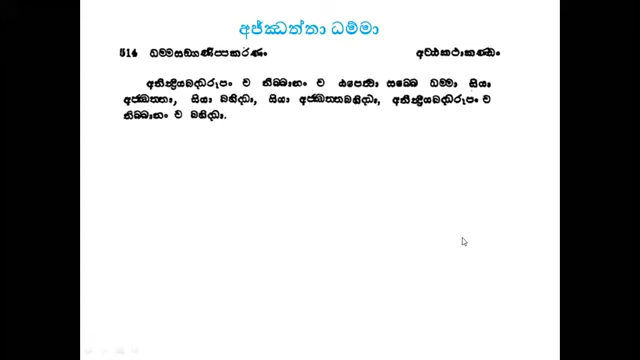 අජ්ඣත්තා ධම්මා
514 ධම්මසඞ්ගණිප්පකරණං අට්ඨකථාකණ්ඩං
අනින්ද්‍රියබද්ධරූපං ච නිබ්බානං ච ඨපෙත්වා සබ්බෙ ධම්මා සියා
අජ්ඣත්තා, සියා බහිද්ධා, සියා අජ්ඣත්තබහිද්ධා, අනින්ද්‍රියබද්ධරූපං ච
නිබ්බානං ච බහිද්ධා.